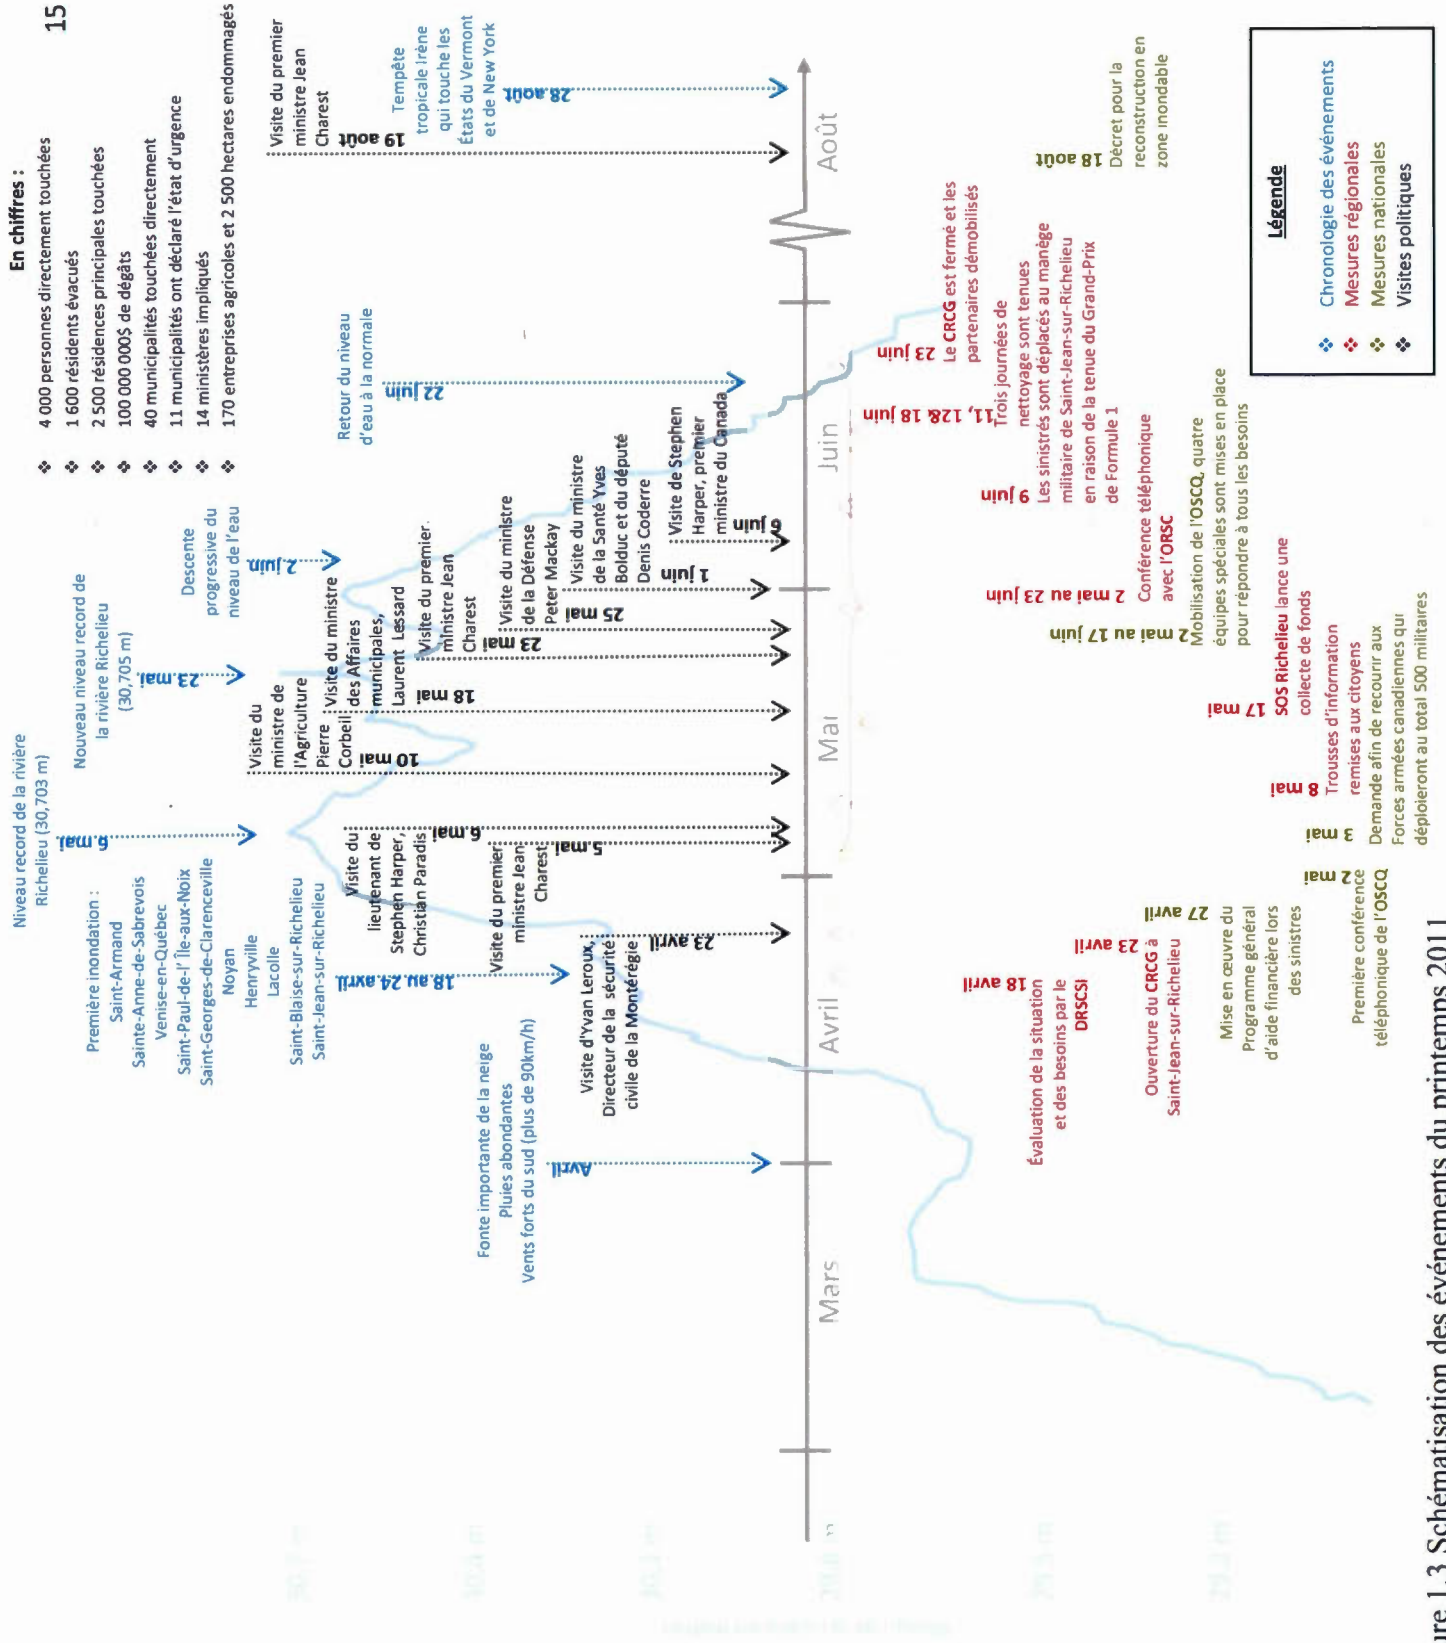 15
En chiffres :
4 000 personnes directement touchées
1 600 résidents évacués
2 500 résidences principales touchées
100 000 000$ de dégâts
40 municipalités touchées directement
11 municipalités ont déclaré l'état d'urgence
14 ministères impliqués
170 entreprises agricoles et 2 500 hectares endommagés
Niveau record de la rivière
Richelieu (30,703 m)
6 mai
Première inondation :
Saint-Armand
Sainte-Anne-de-Sabrevois
Venise-en-Québec
Saint-Paul-de-l' Île-aux-Noix
Saint-Georges-de-Clarenceville
Noyan
Henryville
Lacolle
Saint-Blaise-sur-Richelieu
Saint-Jean-sur-Richelieu
18 au 24 avril
Fonte importante de la neige
Pluies abondantes
Vents forts du sud (plus de 90km/h)
Avril
Nouveau niveau record de
la rivière Richelieu
(30,705 m)
23 mai
Descente
progressive du
niveau de l'eau
2 juin
Retour du niveau
d'eau à la normale
22 juin
Tempête
tropicale Irène
qui touche les
États du Vermont
et de New York
28 août
Visite d'Yvan Leroux,
Directeur de la sécurité
civile de la Montérégie
23 avril
Visite du premier
ministre Jean
Charest
5 mai
Visite du
lieutenant de
Stephen Harper,
Christian Paradis
6 mai
Visite du
ministre de
l'Agriculture
Pierre
Corbeil
10 mai
Visite du ministre
des Affaires
municipales,
Laurent Lessard
18 mai
Visite du premier
ministre Jean
Charest
23 mai
Visite du ministre
de la Défense
Peter Mackay
25 mai
Visite du ministre
de la Santé Yves
Bolduc et du député
Denis Coderre
1 juin
Visite de Stephen
Harper, premier
ministre du Canada
6 juin
Visite du premier
ministre Jean
Charest
19 août
Mars
Avril
Mai
Juin
Août
18 avril
Évaluation de la situation
et des besoins par le
DRSCSI
23 avril
Ouverture du CRCG à
Saint-Jean-sur-Richelieu
27 avril
Mise en œuvre du
Programme général
d'aide financière lors
des sinistres
2 mai
Première conférence
téléphonique de l'OSCQ
3 mai
Demande afin de recourir aux
Forces armées canadiennes qui
déploieront au total 500 militaires
8 mai
Trousses d'information
remises aux citoyens
17 mai
SOS Richelieu lance une
collecte de fonds
2 mai au 17 juin
Mobilisation de l'OSCQ, quatre
équipes spéciales sont mises en place
pour répondre à tous les besoins
2 mai au 23 juin
Conférence téléphonique
avec l'ORSC
9 juin
Les sinistrés sont déplacés au manège
militaire de Saint-Jean-sur-Richelieu
en raison de la tenue du Grand-Prix
de Formule 1
11, 12& 18 juin
Trois journées de
nettoyage sont tenues
23 juin
Le CRCG est fermé et les
partenaires démobilisés
18 août
Décret pour la
reconstruction en
zone inondable
Légende
Chronologie des événements
Mesures régionales
Mesures nationales
Visites politiques
ure 1.3 Schématisation des événements du printemps 2011